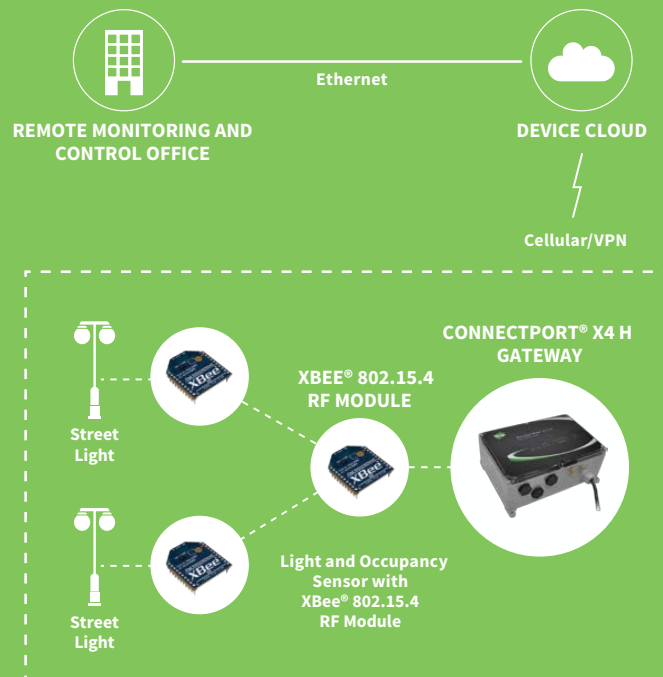 Ethernet
REMOTE MONITORING AND
CONTROL OFFICE
DEVICE CLOUD
Cellular/VPN
CONNECTPORT® X4 H
GATEWAY
XBEE® 802.15.4
RF MODULE
XBee
Street
Light
XBee
XBee
Light and Occupancy
Sensor with
XBee® 802.15.4
RF Module
Street
Light